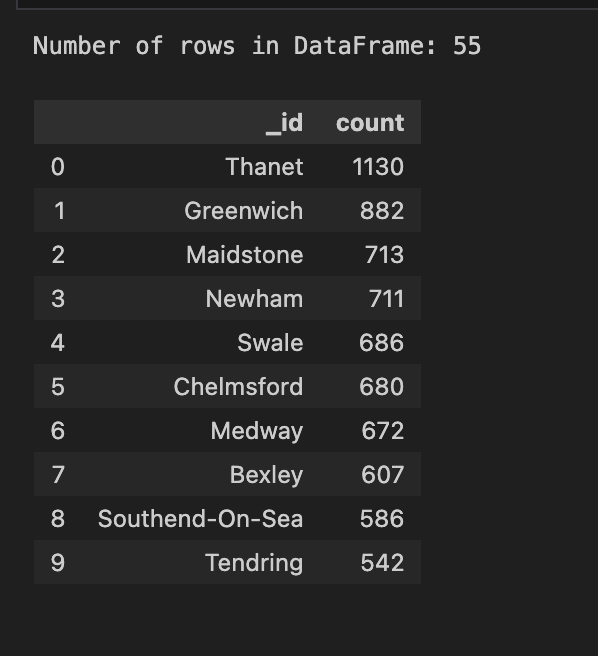 Number of rows in DataFrame: 55
_id count
0 Thanet 1130
1 Greenwich 882
2 Maidstone 713
3 Newham 711
4 Swale 686
5 Chelmsford 680
6 Medway 672
7 Bexley 607
8 Southend-On-Sea 586
9 Tendring 542